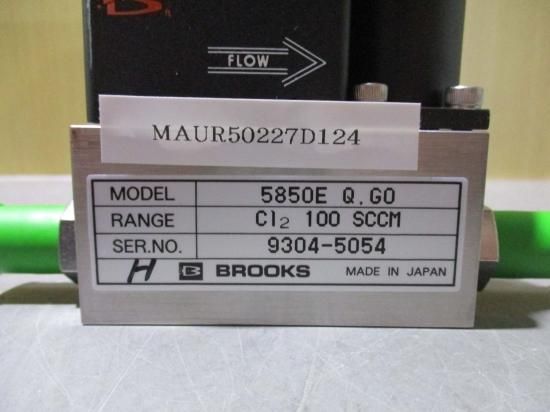 FLOW
MAUR50227D124
MODEL 5850E Q.GO
RANGE Cl₂ 100 SCCM
SER.NO. 9304-5054
H B BROOKS MADE IN JAPAN